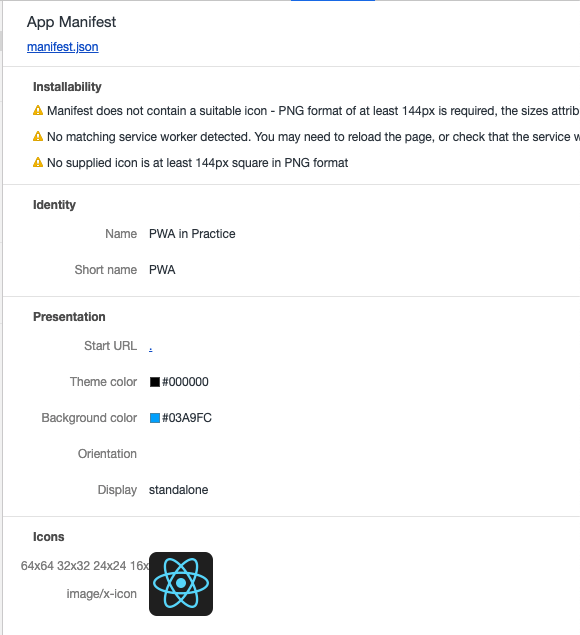 App Manifest
manifest.json
Installability
Manifest does not contain a suitable icon - PNG format of at least 144px is required, the sizes attrib
No matching service worker detected. You may need to reload the page, or check that the service w
No supplied icon is at least 144px square in PNG format
Identity
Name PWA in Practice
Short name PWA
Presentation
Start URL .
Theme color #000000
Background color #03A9FC
Orientation
Display standalone
Icons
64x64 32x32 24x24 16x
image/x-icon